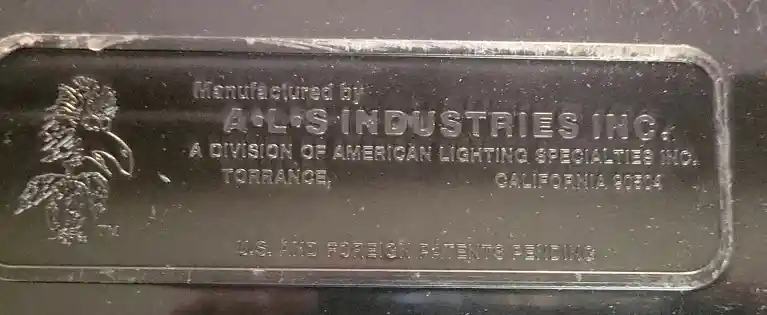 Manufactured by
A•L•S INDUSTRIES INC.
A DIVISION OF AMERICAN LIGHTING SPECIALTIES INC.
TORRANCE, CALIFORNIA 90504
TM
U.S. AND FOREIGN PATENTS PENDING